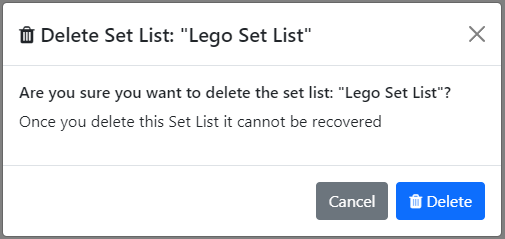 Delete Set List: "Lego Set List"
Are you sure you want to delete the set list: "Lego Set List"?
Once you delete this Set List it cannot be recovered
Cancel
Delete